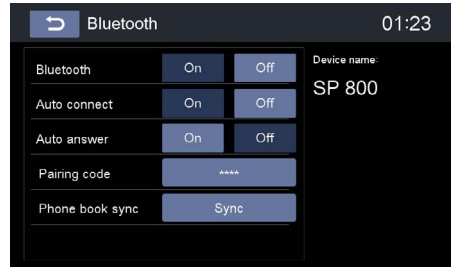 Bluetooth 01:23
Bluetooth On Off
Device name:
SP 800
Auto connect On Off
Auto answer On Off
Pairing code ****
Phone book sync Sync